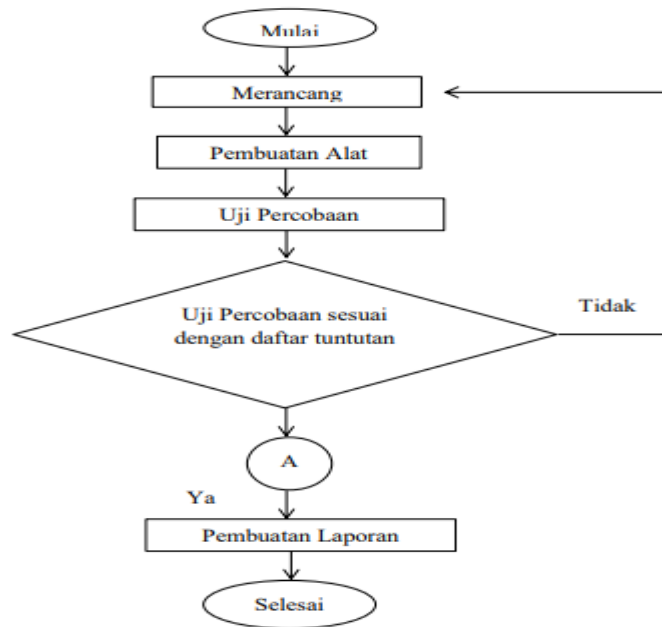 Mulai
Merancang
Pembuatan Alat
Uji Percobaan
Uji Percobaan sesuai
dengan daftar tuntutan
Tidak
A
Ya
Pembuatan Laporan
Selesai